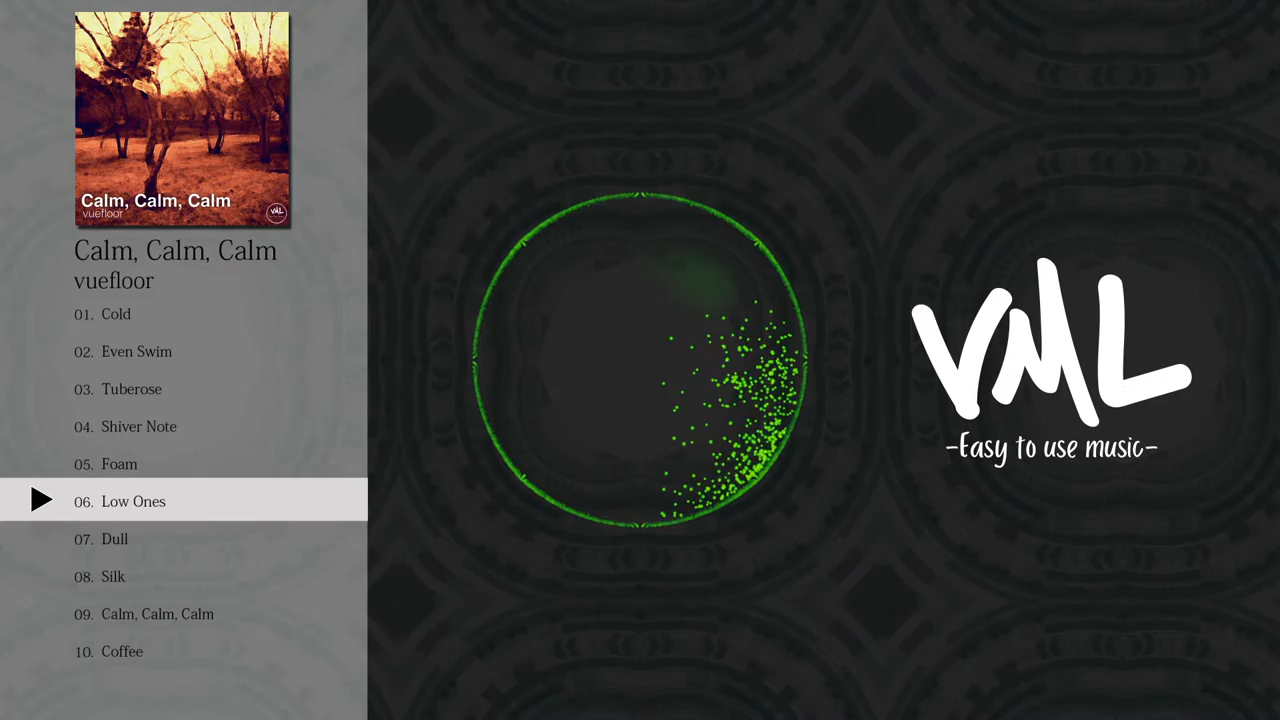 Calm, Calm, Calm
vuefloor
VML
Calm, Calm, Calm
vuefloor
01. Cold
02. Even Swim
03. Tuberose
04. Shiver Note
05. Foam
06. Low Ones
07. Dull
08. Silk
09. Calm, Calm, Calm
10. Coffee
VML
-Easy to use music-